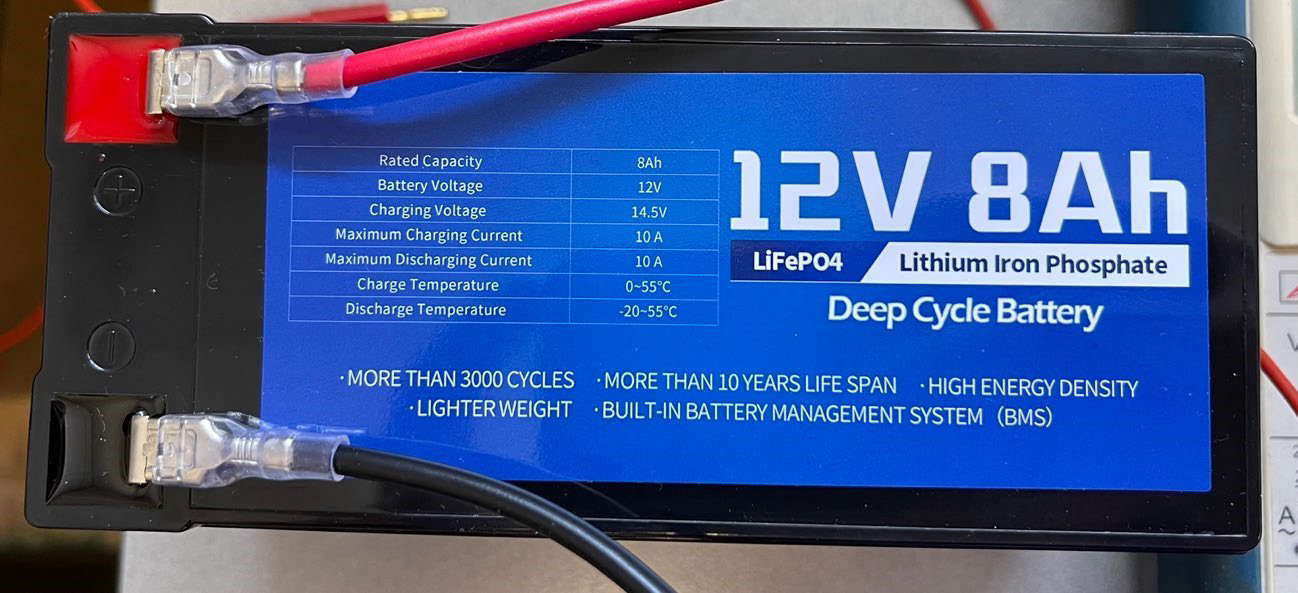 Rated Capacity 8Ah
Battery Voltage 12V
Charging Voltage 14.5V
Maximum Charging Current 10 A
Maximum Discharging Current 10 A
Charge Temperature 0~55℃
Discharge Temperature -20~55℃
12V 8Ah
LiFePO4 Lithium Iron Phosphate
Deep Cycle Battery
·MORE THAN 3000 CYCLES ·MORE THAN 10 YEARS LIFE SPAN ·HIGH ENERGY DENSITY
·LIGHTER WEIGHT ·BUILT-IN BATTERY MANAGEMENT SYSTEM（BMS）
+
-
V
A
~